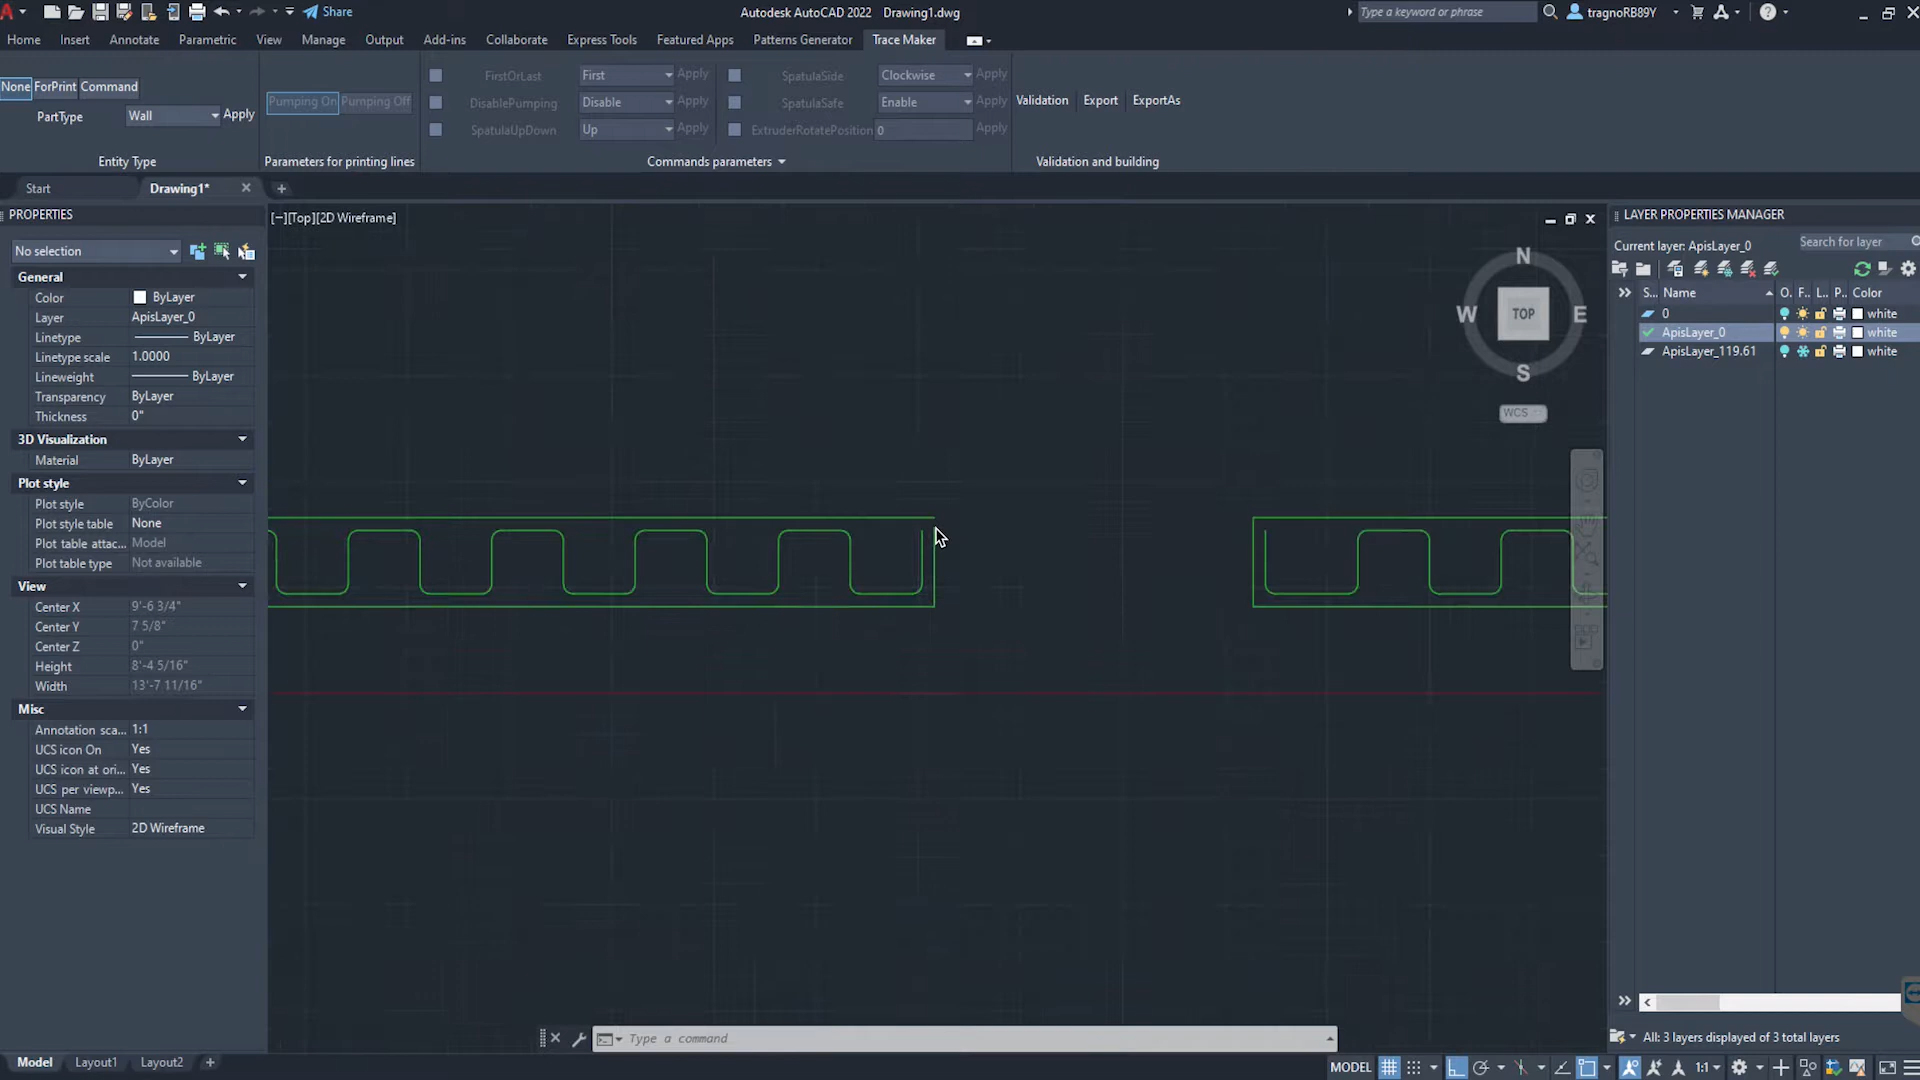 Share
Autodesk AutoCAD 2022 Drawing1.dwg
Type a keyword or phrase
tragnoRB89Y
Home Insert Annotate Parametric View Manage Output Add-ins Collaborate Express Tools Featured Apps Patterns Generator Trace Maker
None ForPrint Command
PartType Wall Apply
Entity Type
Pumping On Pumping Off
Parameters for printing lines
FirstOrLast First Apply SpatulaSide Clockwise Apply
DisablePumping Disable Apply SpatulaSafe Enable Apply
SpatulaUpDown Up Apply ExtruderRotatePosition 0 Apply
Commands parameters
Validation Export ExportAs
Validation and building
Start Drawing1*
PROPERTIES
No selection
General
Color ByLayer
Layer ApisLayer_0
Linetype ByLayer
Linetype scale 1.0000
Lineweight ByLayer
Transparency ByLayer
Thickness 0"
3D Visualization
Material ByLayer
Plot style
Plot style ByColor
Plot style table None
Plot table attac... Model
Plot table type Not available
View
Center X 9'-6 3/4"
Center Y 7 5/8"
Center Z 0"
Height 8'-4 5/16"
Width 13'-7 11/16"
Misc
Annotation sca... 1:1
UCS icon On Yes
UCS icon at ori... Yes
UCS per viewp... Yes
UCS Name
Visual Style 2D Wireframe
[−][Top][2D Wireframe]
N
W TOP E
S
WCS
LAYER PROPERTIES MANAGER
Current layer: ApisLayer_0
Search for layer
S... Name O. F.. L.. P.. Color
0 white
ApisLayer_0 white
ApisLayer_119.61 white
All: 3 layers displayed of 3 total layers
Type a command
Model Layout1 Layout2
MODEL 1:1